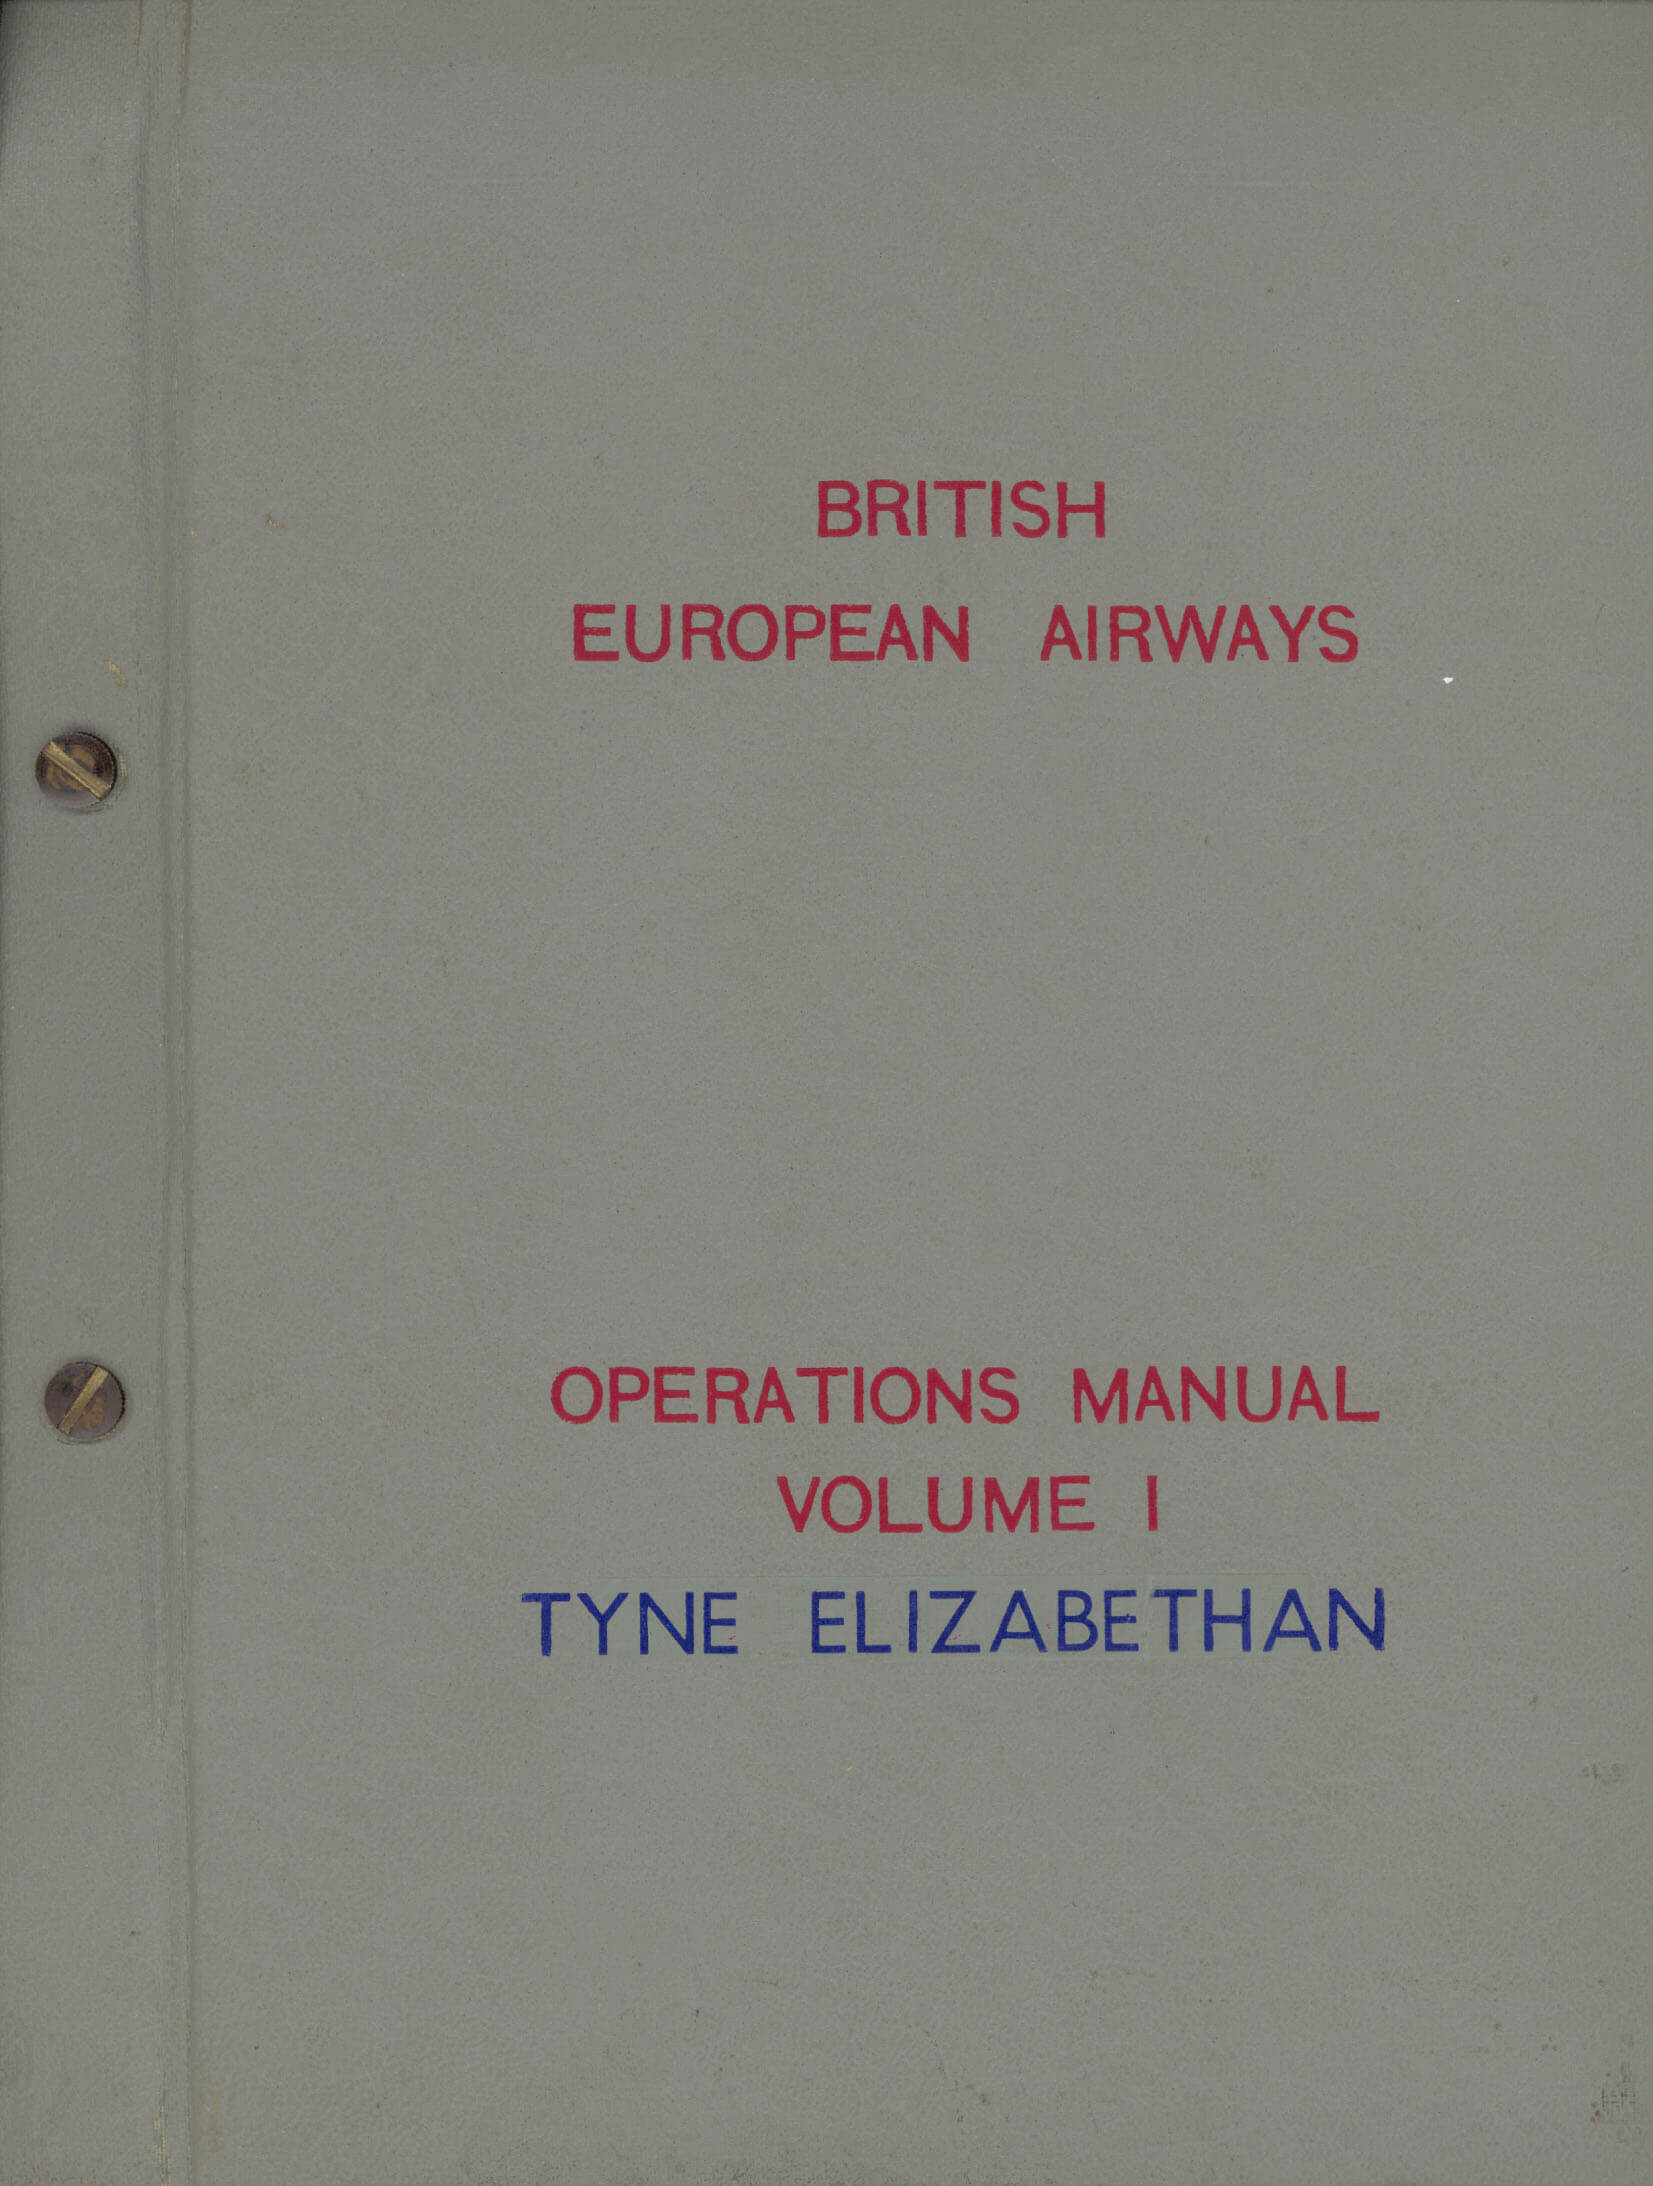 BRITISH
EUROPEAN AIRWAYS
OPERATIONS MANUAL
VOLUME I
TYNE ELIZABETHAN